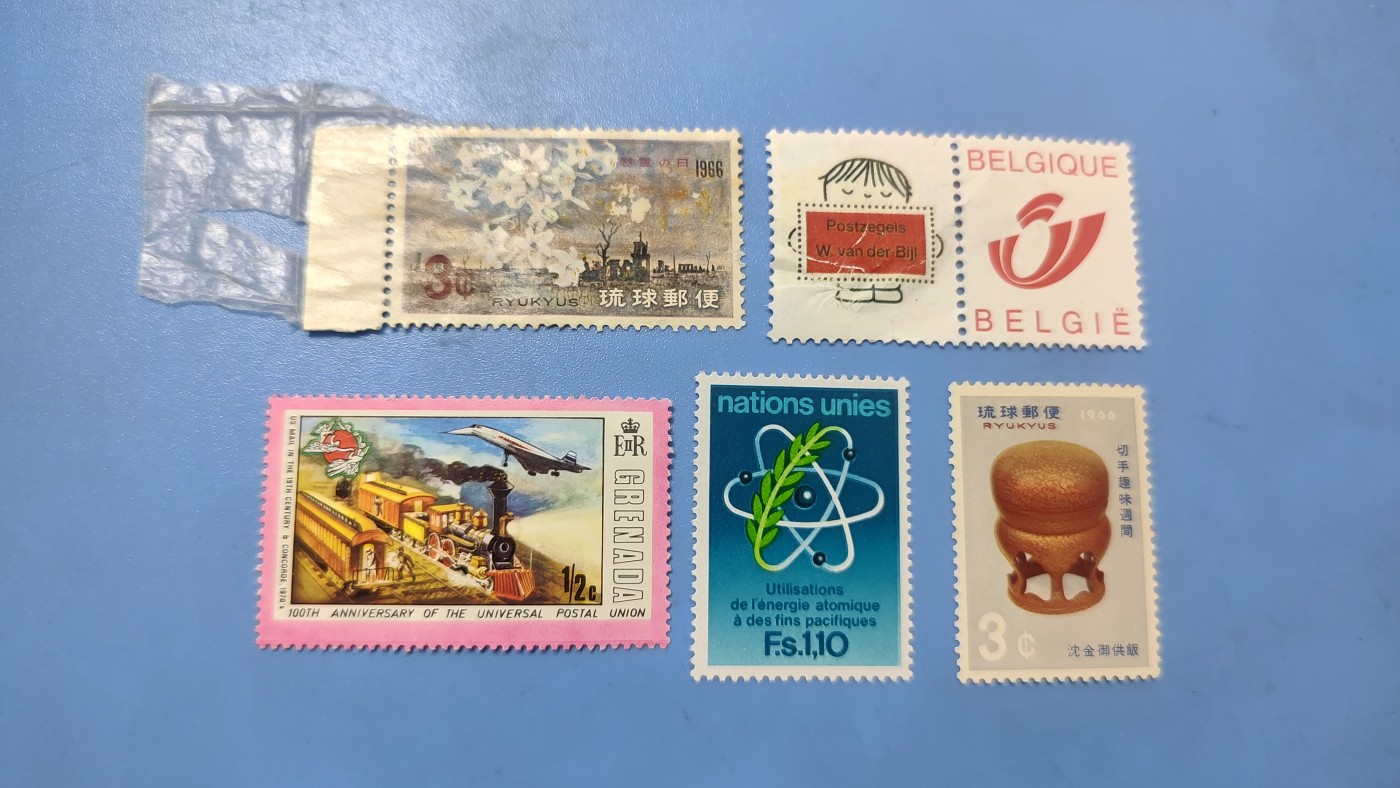 慰霊の日
1966
3¢
RYUKYUS 琉球郵便
Postzegels
W. van der Bijl
BELGIQUE
BELGIË
US MAIL IN THE 19TH CENTURY & CONCORDE 1970's
EIIR
GRENADA
1/2c
100TH ANNIVERSARY OF THE UNIVERSAL POSTAL UNION
nations unies
Utilisations
de l'énergie atomique
à des fins pacifiques
F.s.1,10
琉球郵便 1966
RYUKYUS
切手趣味週間
3¢
沈金御供飯